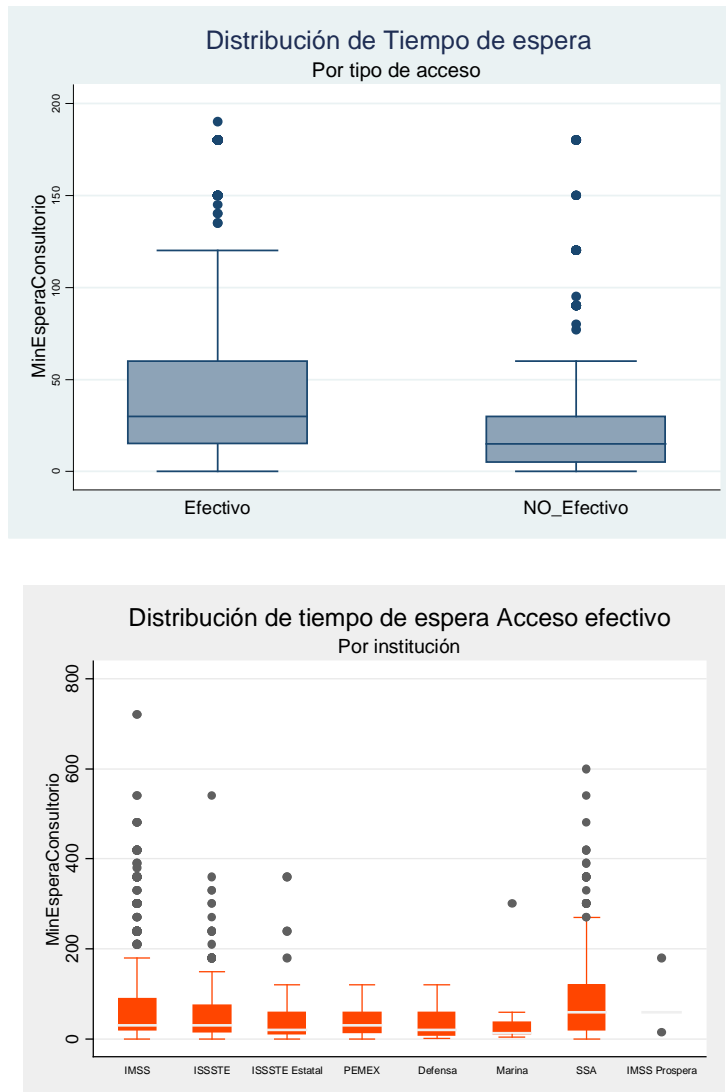 Distribución de Tiempo de espera
Por tipo de acceso
MinEsperaConsultorio
200
150
100
50
0
Efectivo NO_Efectivo
Distribución de tiempo de espera Acceso efectivo
Por institución
MinEsperaConsultorio
800
600
400
200
0
IMSS ISSSTE ISSSTE Estatal PEMEX Defensa Marina SSA IMSS Prospera